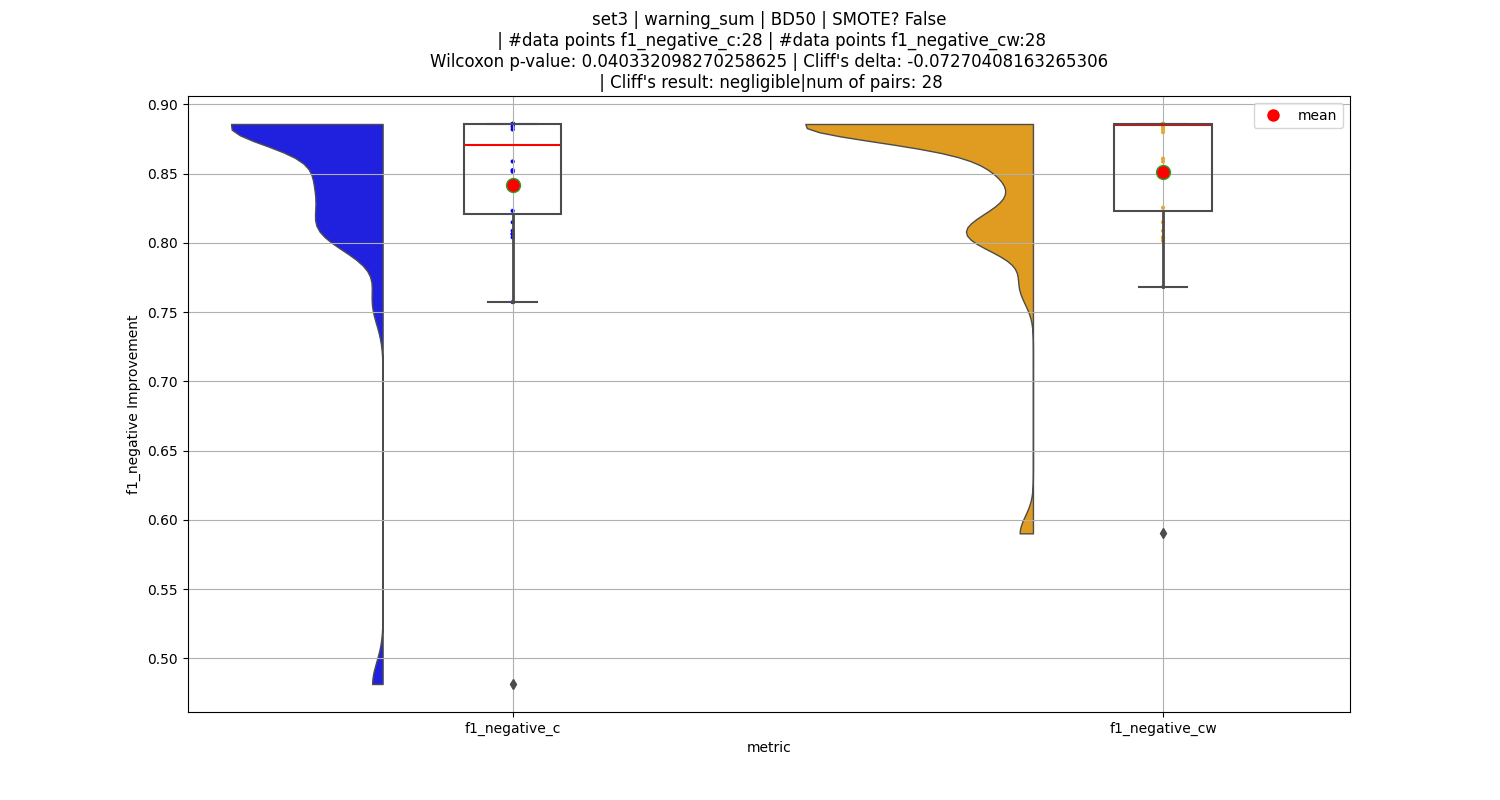 set3 | warning_sum | BD50 | SMOTE? False
| #data points f1_negative_c:28 | #data points f1_negative_cw:28
Wilcoxon p-value: 0.040332098270258625 | Cliff's delta: -0.07270408163265306
| Cliff's result: negligible|num of pairs: 28
mean
0.90
0.85
0.80
0.75
0.70
0.65
0.60
0.55
0.50
f1_negative Improvement
f1_negative_c
f1_negative_cw
metric